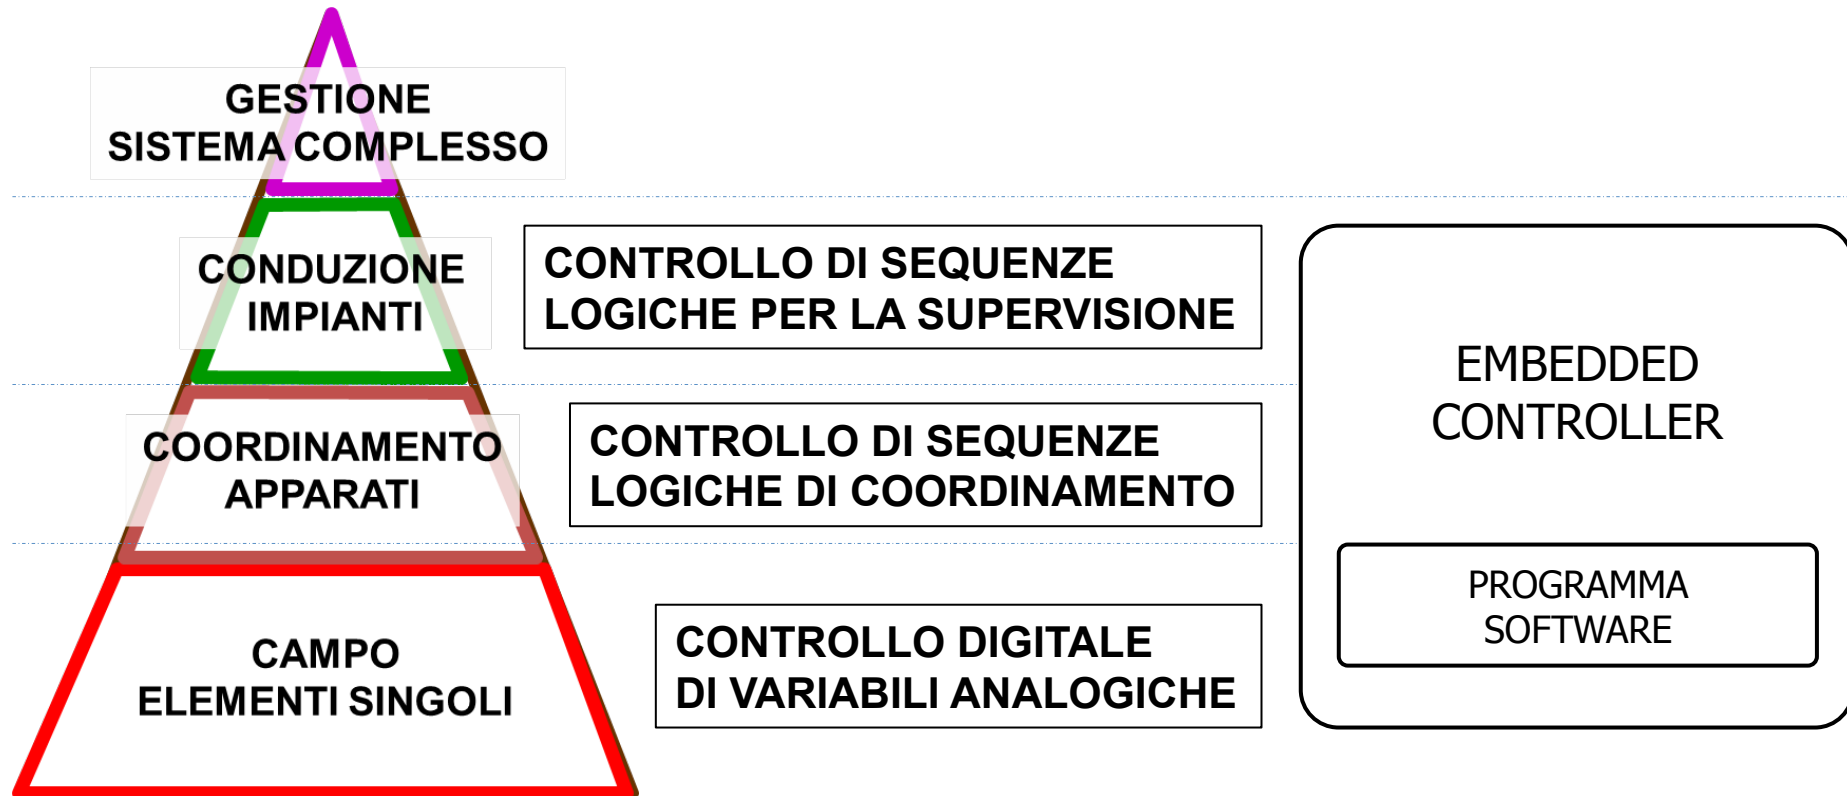 GESTIONE
SISTEMA COMPLESSO
CONDUZIONE
IMPIANTI
CONTROLLO DI SEQUENZE
LOGICHE PER LA SUPERVISIONE
COORDINAMENTO
APPARATI
CONTROLLO DI SEQUENZE
LOGICHE DI COORDINAMENTO
CAMPO
ELEMENTI SINGOLI
CONTROLLO DIGITALE
DI VARIABILI ANALOGICHE
EMBEDDED
CONTROLLER
PROGRAMMA
SOFTWARE